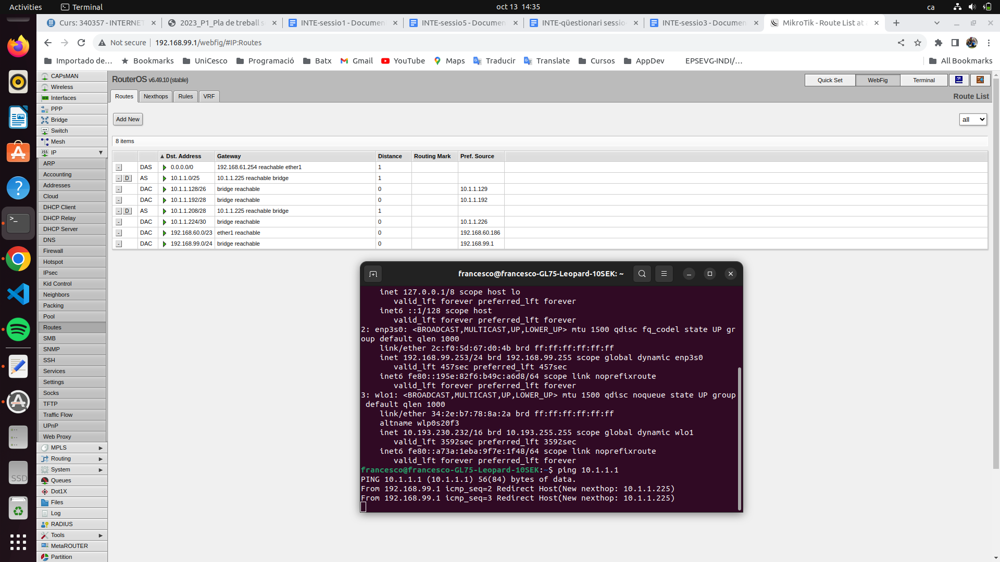 Activities
Terminal
oct 13 14:35
ca
Curs: 340357 - INTERNET
2023_P1_Pla de treball s
INTE-sessio1 - Documen
INTE-sessio5 - Documen
INTE-qüestionari sessio
INTE-sessio3 - Documen
MikroTik - Route List at a
Not secure
192.168.99.1/webfig/#IP:Routes
Importado de…
Bookmarks
UniCesco
Programació
Batx
Gmail
YouTube
Maps
Traducir
Translate
Cursos
AppDev
EPSEVG-INDI/…
All Bookmarks
CAPsMAN
Wireless
Interfaces
PPP
Bridge
Switch
Mesh
IP
ARP
Accounting
Addresses
Cloud
DHCP Client
DHCP Relay
DHCP Server
DNS
Firewall
Hotspot
IPsec
Kid Control
Neighbors
Packing
Pool
Routes
SMB
SNMP
SSH
Services
Settings
Socks
TFTP
Traffic Flow
UPnP
Web Proxy
MPLS
Routing
System
Queues
Dot1X
Files
Log
RADIUS
Tools
MetaROUTER
Partition
RouterOS v6.49.10 (stable)
Quick Set
WebFig
Terminal
Routes
Nexthops
Rules
VRF
Route List
Add New
all
8 items
▲ Dst. Address Gateway Distance Routing Mark Pref. Source
- DAS 0.0.0.0/0 192.168.61.254 reachable ether1 1
- D AS 10.1.1.0/25 10.1.1.225 reachable bridge 1
- DAC 10.1.1.128/26 bridge reachable 0 10.1.1.129
- DAC 10.1.1.192/28 bridge reachable 0 10.1.1.192
- D AS 10.1.1.208/28 10.1.1.225 reachable bridge 1
- DAC 10.1.1.224/30 bridge reachable 0 10.1.1.226
- DAC 192.168.60.0/23 ether1 reachable 0 192.168.60.186
- DAC 192.168.99.0/24 bridge reachable 0 192.168.99.1
francesco@francesco-GL75-Leopard-10SEK: ~
inet 127.0.0.1/8 scope host lo
valid_lft forever preferred_lft forever
inet6 ::1/128 scope host
valid_lft forever preferred_lft forever
2: enp3s0: <BROADCAST,MULTICAST,UP,LOWER_UP> mtu 1500 qdisc fq_codel state UP gr
oup default qlen 1000
link/ether 2c:f0:5d:67:d0:4b brd ff:ff:ff:ff:ff:ff
inet 192.168.99.253/24 brd 192.168.99.255 scope global dynamic enp3s0
valid_lft 457sec preferred_lft 457sec
inet6 fe80::195e:82f6:b49c:a6d8/64 scope link noprefixroute
valid_lft forever preferred_lft forever
3: wlo1: <BROADCAST,MULTICAST,UP,LOWER_UP> mtu 1500 qdisc noqueue state UP group
default qlen 1000
link/ether 34:2e:b7:78:8a:2a brd ff:ff:ff:ff:ff:ff
altname wlp0s20f3
inet 10.193.230.232/16 brd 10.193.255.255 scope global dynamic wlo1
valid_lft 3592sec preferred_lft 3592sec
inet6 fe80::a73a:1eba:9f7e:1f48/64 scope link noprefixroute
valid_lft forever preferred_lft forever
francesco@francesco-GL75-Leopard-10SEK:~$ ping 10.1.1.1
PING 10.1.1.1 (10.1.1.1) 56(84) bytes of data.
From 192.168.99.1 icmp_seq=2 Redirect Host(New nexthop: 10.1.1.225)
From 192.168.99.1 icmp_seq=3 Redirect Host(New nexthop: 10.1.1.225)
SSD